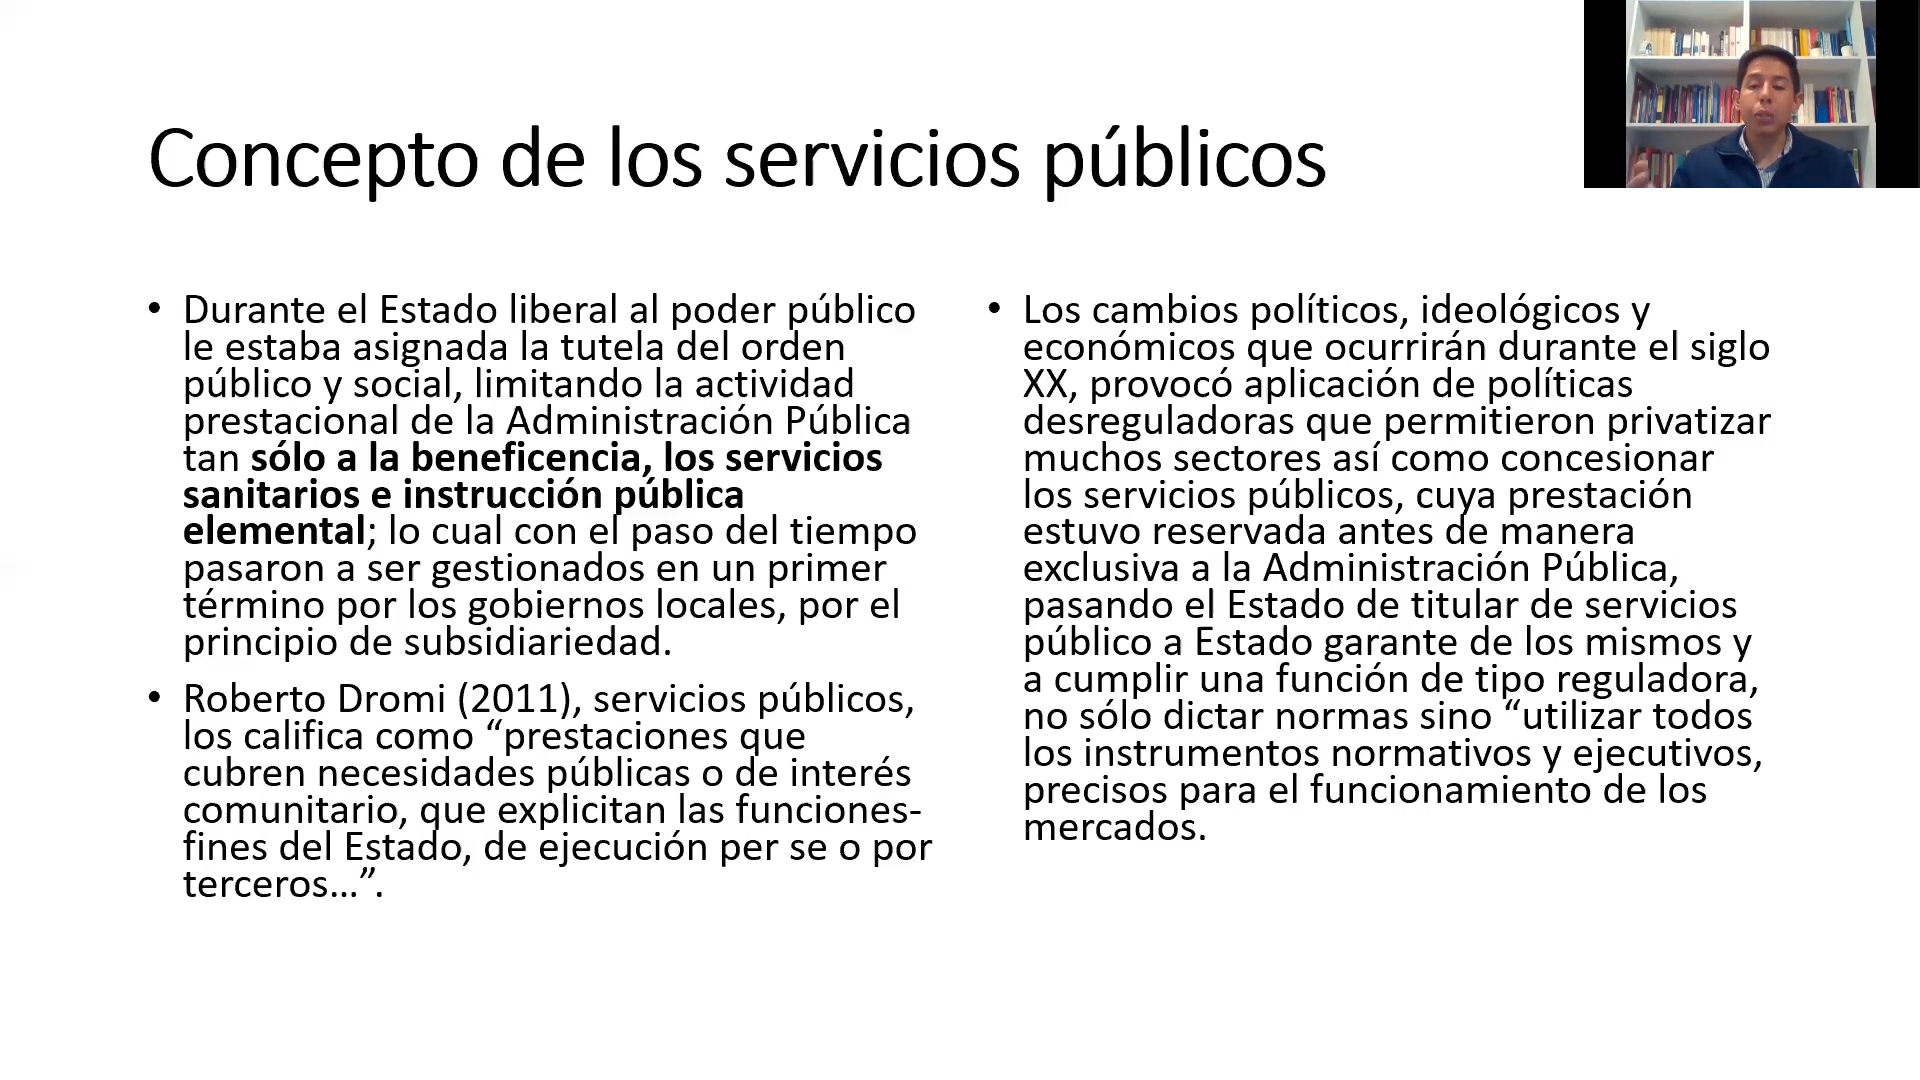 Concepto de los servicios públicos
• Durante el Estado liberal al poder público
le estaba asignada la tutela del orden
público y social, limitando la actividad
prestacional de la Administración Pública
tan sólo a la beneficencia, los servicios
sanitarios e instrucción pública
elemental; lo cual con el paso del tiempo
pasaron a ser gestionados en un primer
término por los gobiernos locales, por el
principio de subsidiariedad.
• Roberto Dromi (2011), servicios públicos,
los califica como “prestaciones que
cubren necesidades públicas o de interés
comunitario, que explicitan las funciones-
fines del Estado, de ejecución per se o por
terceros…”.
• Los cambios políticos, ideológicos y
económicos que ocurrirán durante el siglo
XX, provocó aplicación de políticas
desreguladoras que permitieron privatizar
muchos sectores así como concesionar
los servicios públicos, cuya prestación
estuvo reservada antes de manera
exclusiva a la Administración Pública,
pasando el Estado de titular de servicios
público a Estado garante de los mismos y
a cumplir una función de tipo reguladora,
no sólo dictar normas sino “utilizar todos
los instrumentos normativos y ejecutivos,
precisos para el funcionamiento de los
mercados.